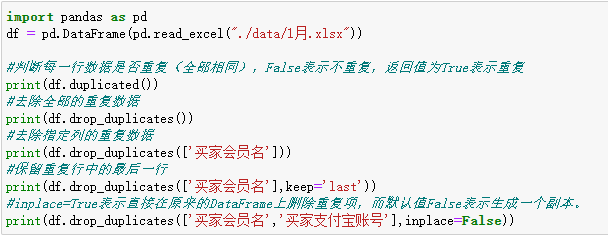 import pandas as pd
df = pd.DataFrame(pd.read_excel("./data/1月.xlsx"))
#判断每一行数据是否重复（全部相同），False表示不重复，返回值为True表示重复
print(df.duplicated())
#去除全部的重复数据
print(df.drop_duplicates())
#去除指定列的重复数据
print(df.drop_duplicates(['买家会员名']))
#保留重复行中的最后一行
print(df.drop_duplicates(['买家会员名'],keep='last'))
#inplace=True表示直接在原来的DataFrame上删除重复项，而默认值False表示生成一个副本。
print(df.drop_duplicates(['买家会员名','买家支付宝账号'],inplace=False))